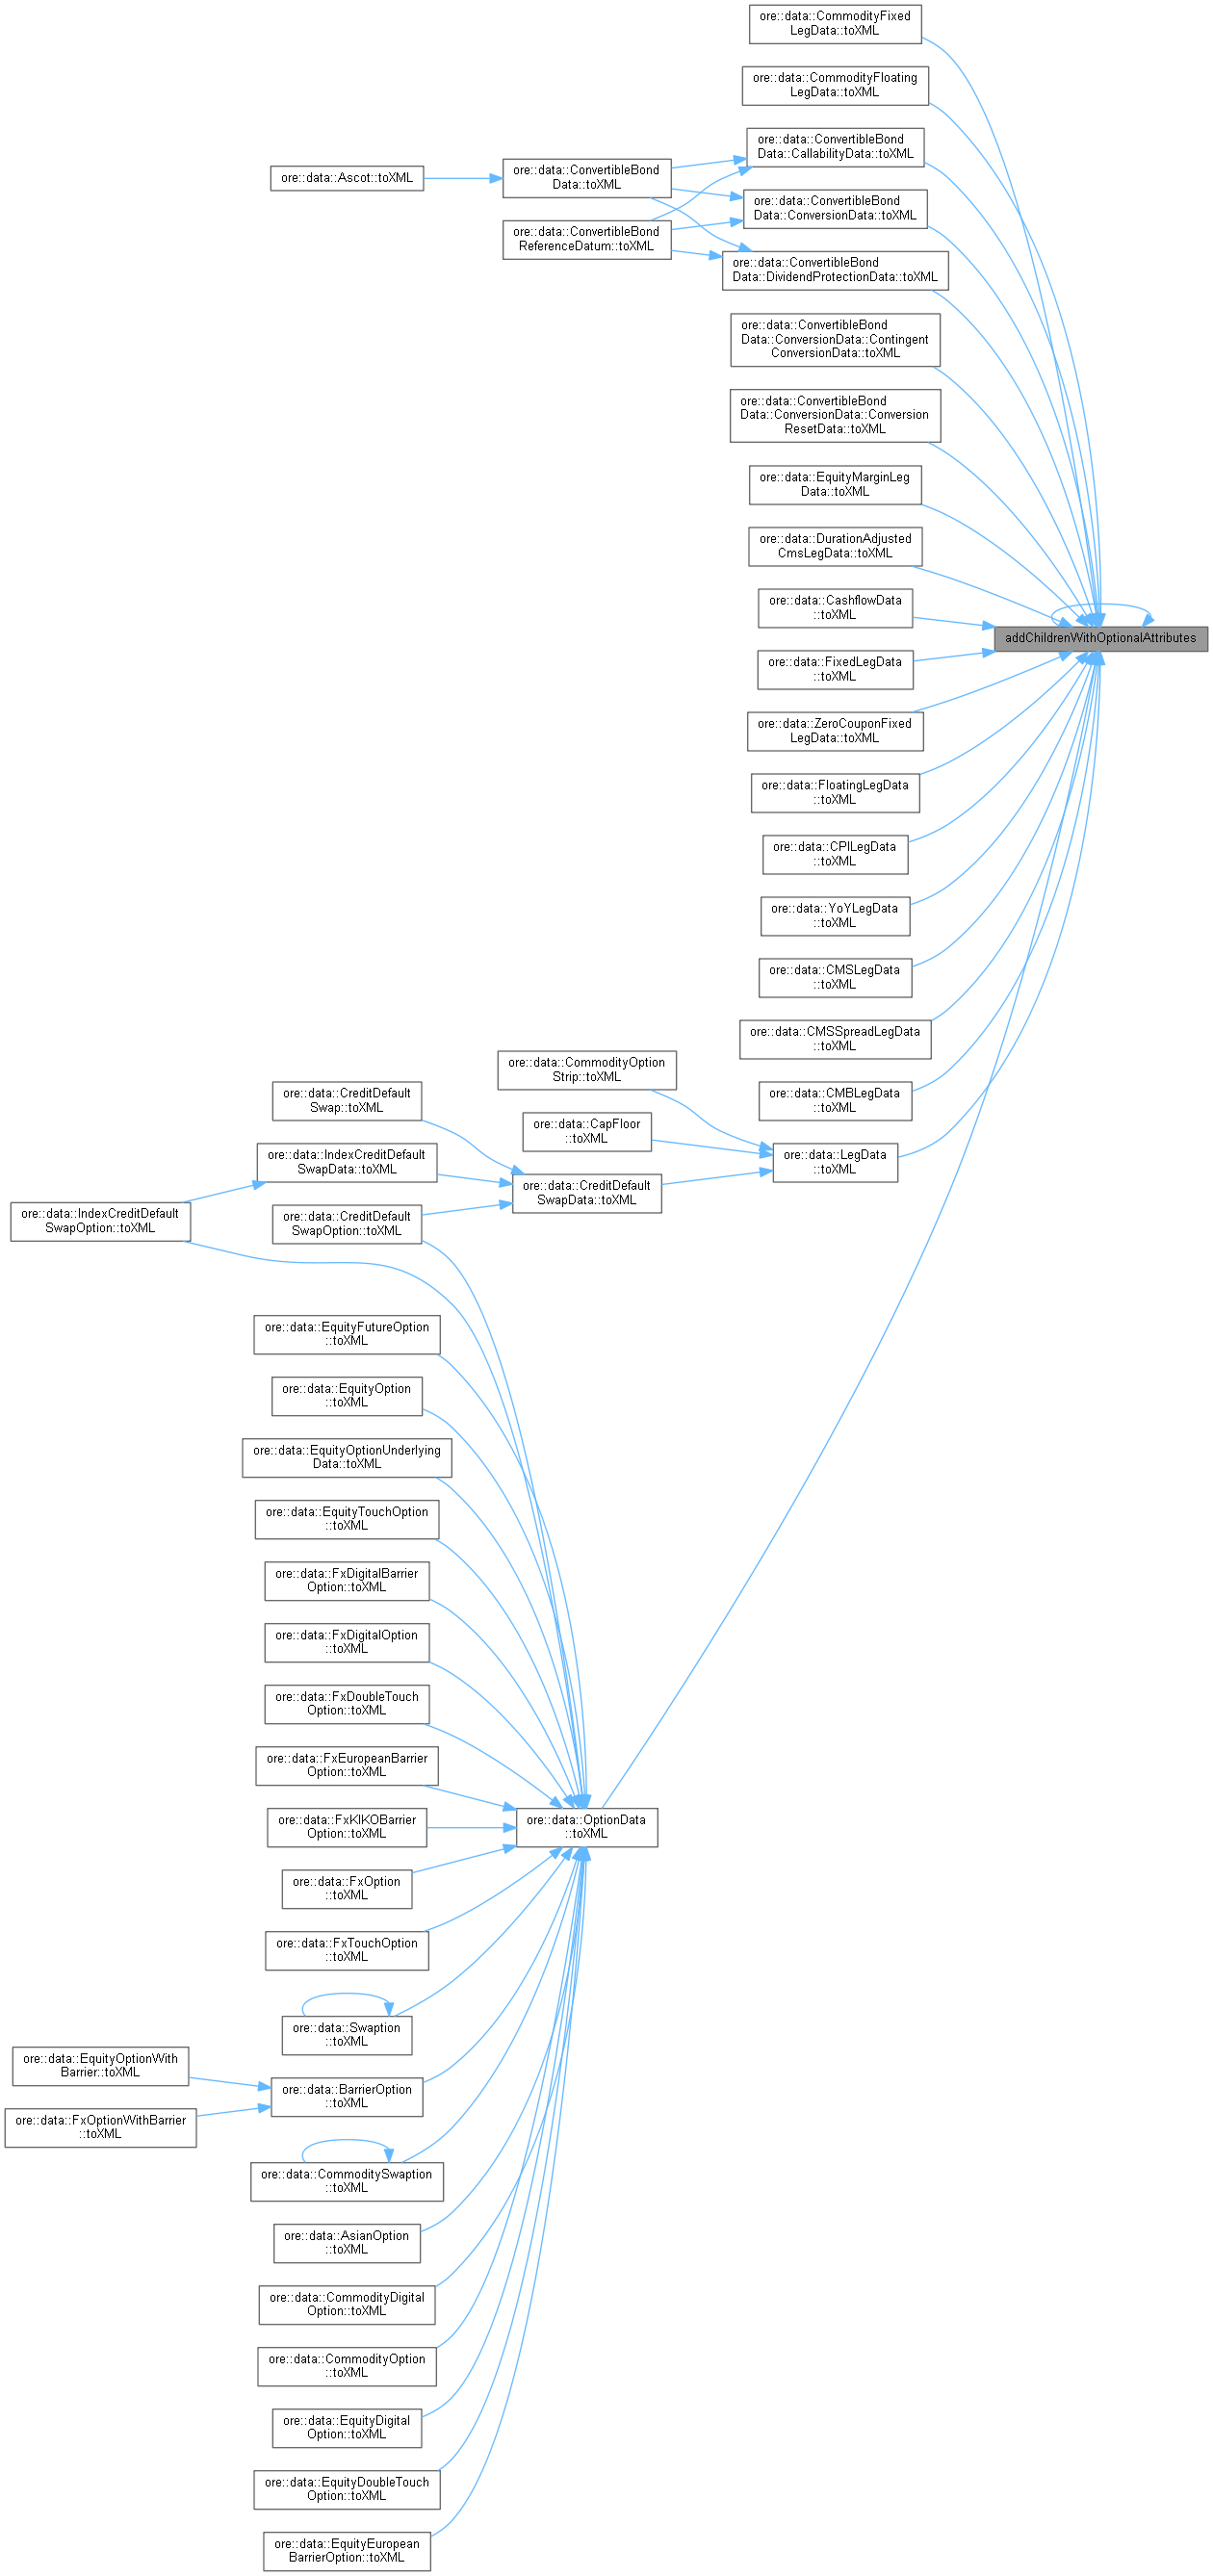 ore::data::CommodityFixed
LegData::toXML
ore::data::CommodityFloating
LegData::toXML
ore::data::ConvertibleBond
Data::CallabilityData::toXML
ore::data::Ascot::toXML
ore::data::ConvertibleBond
Data::toXML
ore::data::ConvertibleBond
Data::ConversionData::toXML
ore::data::ConvertibleBond
ReferenceDatum::toXML
ore::data::ConvertibleBond
Data::DividendProtectionData::toXML
ore::data::ConvertibleBond
Data::ConversionData::Contingent
ConversionData::toXML
ore::data::ConvertibleBond
Data::ConversionData::Conversion
ResetData::toXML
ore::data::EquityMarginLeg
Data::toXML
ore::data::DurationAdjusted
CmsLegData::toXML
ore::data::CashflowData
::toXML
addChildrenWithOptionalAttributes
ore::data::FixedLegData
::toXML
ore::data::ZeroCouponFixed
LegData::toXML
ore::data::FloatingLegData
::toXML
ore::data::CPILegData
::toXML
ore::data::YoYLegData
::toXML
ore::data::CMSLegData
::toXML
ore::data::CMSSpreadLegData
::toXML
ore::data::CommodityOption
Strip::toXML
ore::data::CMBLegData
::toXML
ore::data::CreditDefault
Swap::toXML
ore::data::CapFloor
::toXML
ore::data::IndexCreditDefault
SwapData::toXML
ore::data::LegData
::toXML
ore::data::CreditDefault
SwapData::toXML
ore::data::IndexCreditDefault
SwapOption::toXML
ore::data::CreditDefault
SwapOption::toXML
ore::data::EquityFutureOption
::toXML
ore::data::EquityOption
::toXML
ore::data::EquityOptionUnderlying
Data::toXML
ore::data::EquityTouchOption
::toXML
ore::data::FxDigitalBarrier
Option::toXML
ore::data::FxDigitalOption
::toXML
ore::data::FxDoubleTouch
Option::toXML
ore::data::FxEuropeanBarrier
Option::toXML
ore::data::FxKIKOBarrier
Option::toXML
ore::data::OptionData
::toXML
ore::data::FxOption
::toXML
ore::data::FxTouchOption
::toXML
ore::data::Swaption
::toXML
ore::data::EquityOptionWith
Barrier::toXML
ore::data::BarrierOption
::toXML
ore::data::FxOptionWithBarrier
::toXML
ore::data::CommoditySwaption
::toXML
ore::data::AsianOption
::toXML
ore::data::CommodityDigital
Option::toXML
ore::data::CommodityOption
::toXML
ore::data::EquityDigital
Option::toXML
ore::data::EquityDoubleTouch
Option::toXML
ore::data::EquityEuropean
BarrierOption::toXML